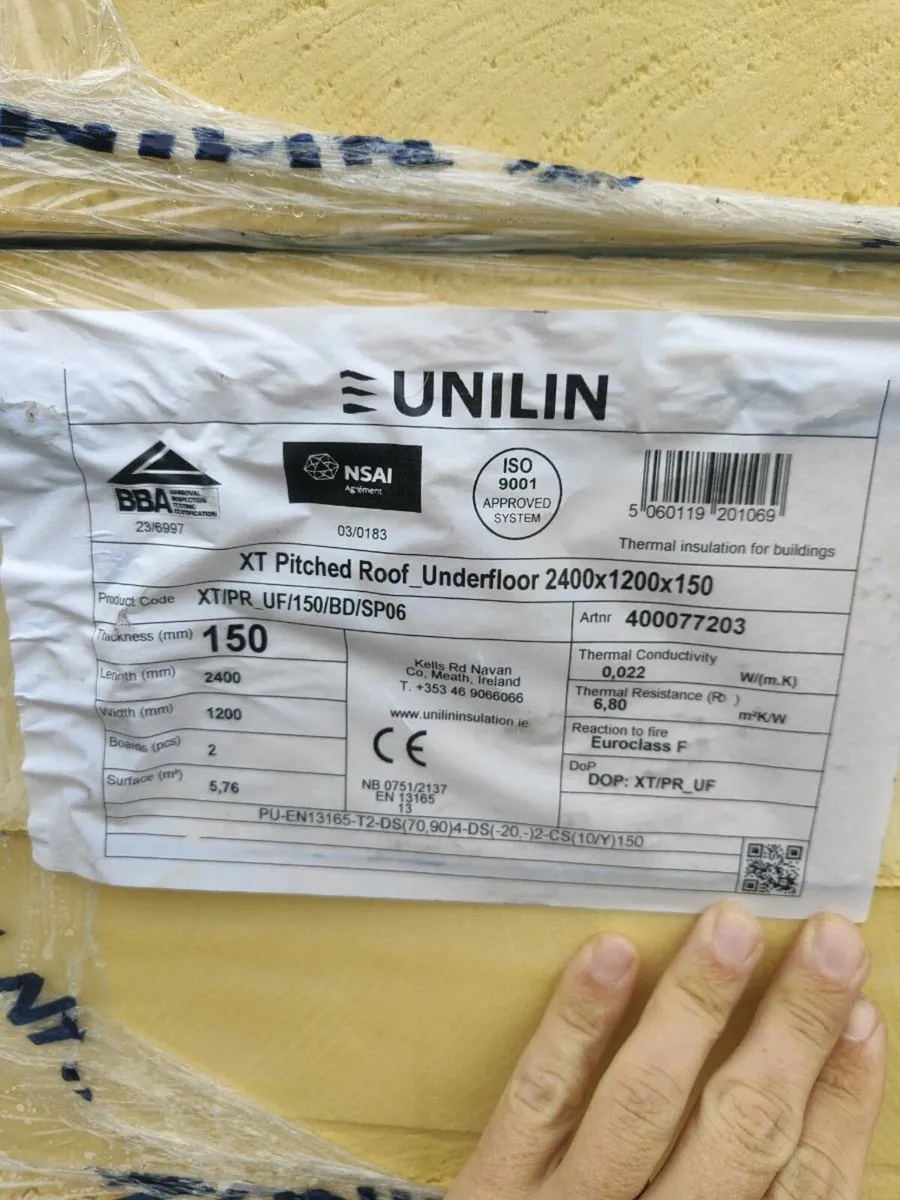 UNILIN
BBA
23/6997
NSAI
Agrément
03/0183
ISO
9001
APPROVED
SYSTEM
5 060119 201069
Thermal insulation for buildings
XT Pitched Roof_Underfloor 2400x1200x150
Product Code XT/PR_UF/150/BD/SP06
Artnr 400077203
Thickness (mm) 150
Length (mm) 2400
Width (mm) 1200
Boards (pcs) 2
Surface (m²) 5,76
Kells Rd Navan
Co, Meath, Ireland
T. +353 46 9066066
www.unilininsulation.ie
CE
NB 0751/2137
EN 13165
13
Thermal Conductivity
0,022 W/(m.K)
Thermal Resistance (RD)
6,80 m²K/W
Reaction to fire
Euroclass F
DoP
DOP: XT/PR_UF
PU-EN13165-T2-DS(70,90)4-DS(-20,-)2-CS(10/Y)150